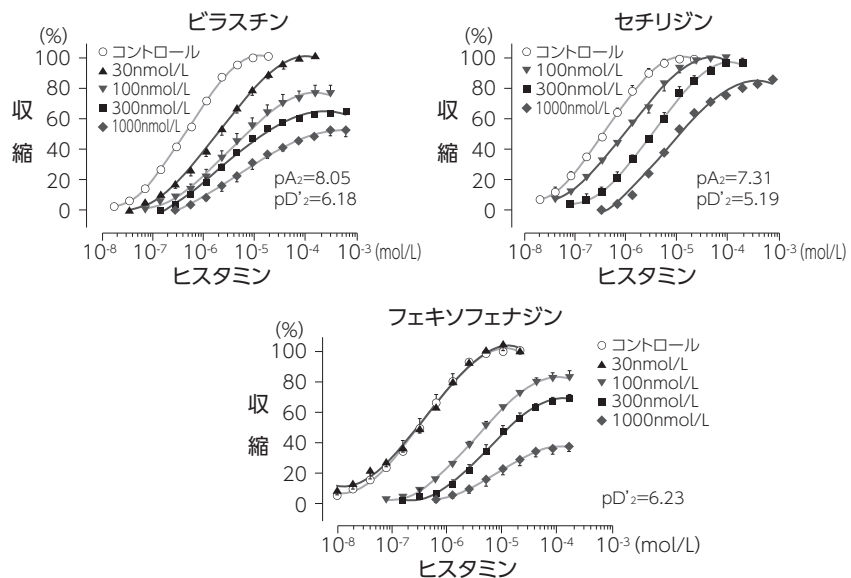 ビラスチン
(%)
100
80
60
40
20
0
収
縮
コントロール
30nmol/L
100nmol/L
300nmol/L
1000nmol/L
pA₂=8.05
pD'₂=6.18
10⁻⁸ 10⁻⁷ 10⁻⁶ 10⁻⁵ 10⁻⁴ 10⁻³ (mol/L)
ヒスタミン
セチリジン
(%)
100
80
60
40
20
0
収
縮
コントロール
100nmol/L
300nmol/L
1000nmol/L
pA₂=7.31
pD'₂=5.19
10⁻⁸ 10⁻⁷ 10⁻⁶ 10⁻⁵ 10⁻⁴ 10⁻³ (mol/L)
ヒスタミン
フェキソフェナジン
(%)
100
80
60
40
20
0
収
縮
コントロール
30nmol/L
100nmol/L
300nmol/L
1000nmol/L
pD'₂=6.23
10⁻⁸ 10⁻⁷ 10⁻⁶ 10⁻⁵ 10⁻⁴ 10⁻³ (mol/L)
ヒスタミン